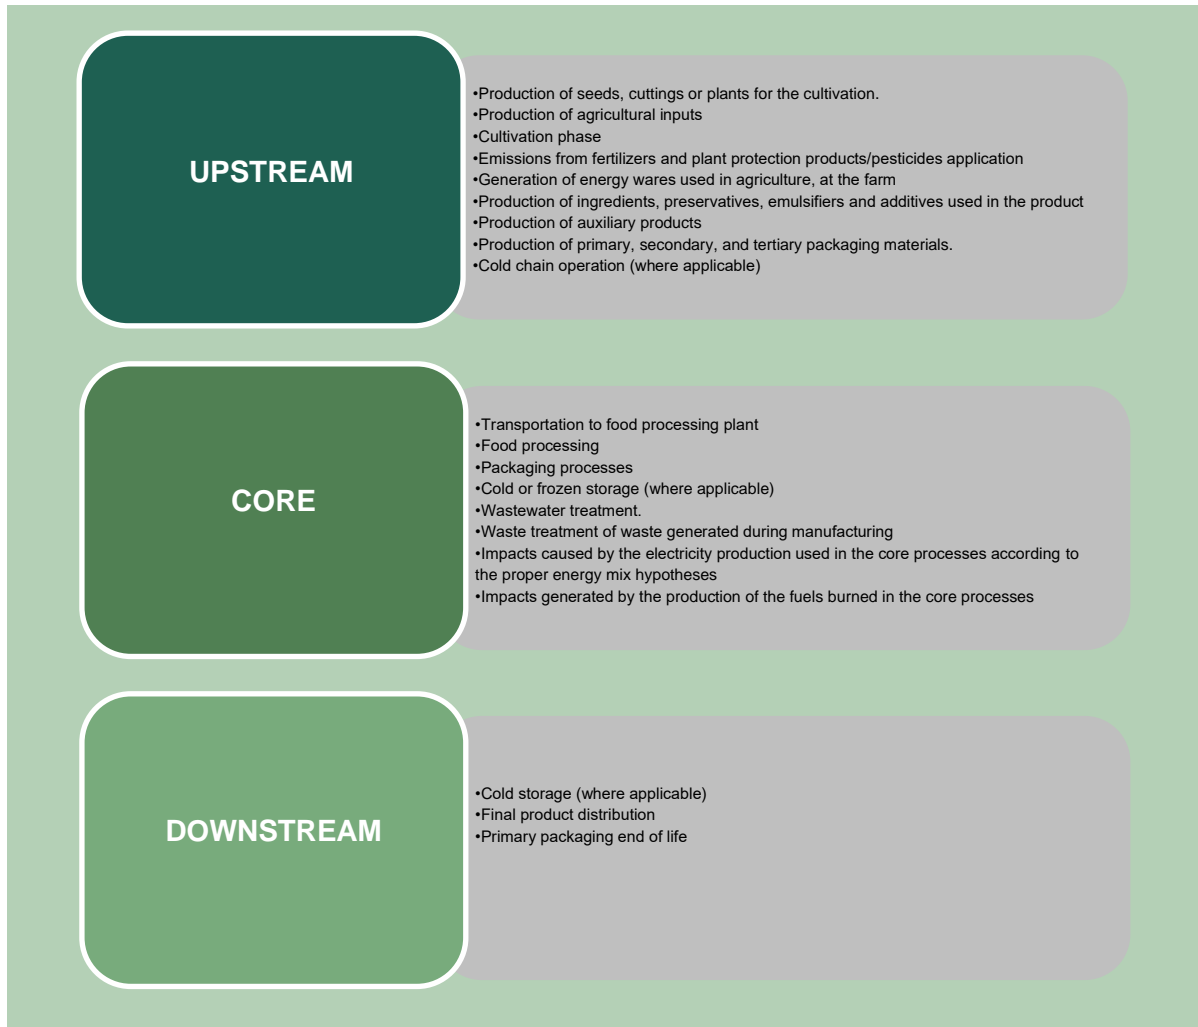 UPSTREAM
•Production of seeds, cuttings or plants for the cultivation.
•Production of agricultural inputs
•Cultivation phase
•Emissions from fertilizers and plant protection products/pesticides application
•Generation of energy wares used in agriculture, at the farm
•Production of ingredients, preservatives, emulsifiers and additives used in the product
•Production of auxiliary products
•Production of primary, secondary, and tertiary packaging materials.
•Cold chain operation (where applicable)
CORE
•Transportation to food processing plant
•Food processing
•Packaging processes
•Cold or frozen storage (where applicable)
•Wastewater treatment.
•Waste treatment of waste generated during manufacturing
•Impacts caused by the electricity production used in the core processes according to
the proper energy mix hypotheses
•Impacts generated by the production of the fuels burned in the core processes
DOWNSTREAM
•Cold storage (where applicable)
•Final product distribution
•Primary packaging end of life